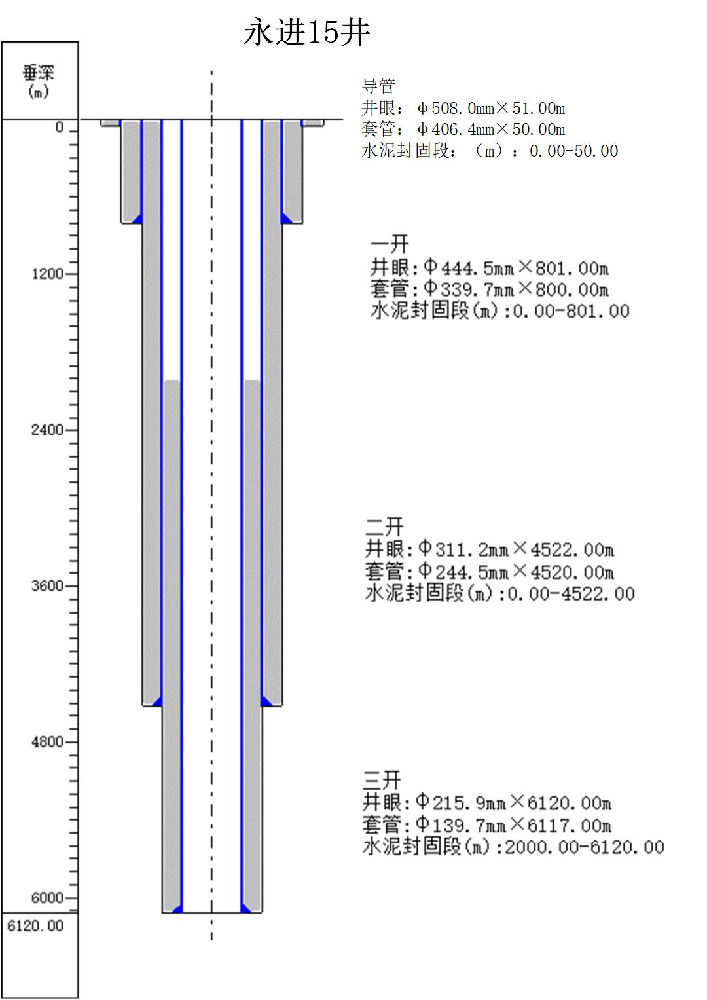 永进15井
垂深
(m)
0
1200
2400
3600
4800
6000
6120.00
导管
井眼：φ508.0mm×51.00m
套管：φ406.4mm×50.00m
水泥封固段：（m）：0.00-50.00
一开
井眼:Φ444.5mm×801.00m
套管:Φ339.7mm×800.00m
水泥封固段(m):0.00-801.00
二开
井眼:Φ311.2mm×4522.00m
套管:Φ244.5mm×4520.00m
水泥封固段(m):0.00-4522.00
三开
井眼:Φ215.9mm×6120.00m
套管:Φ139.7mm×6117.00m
水泥封固段(m):2000.00-6120.00